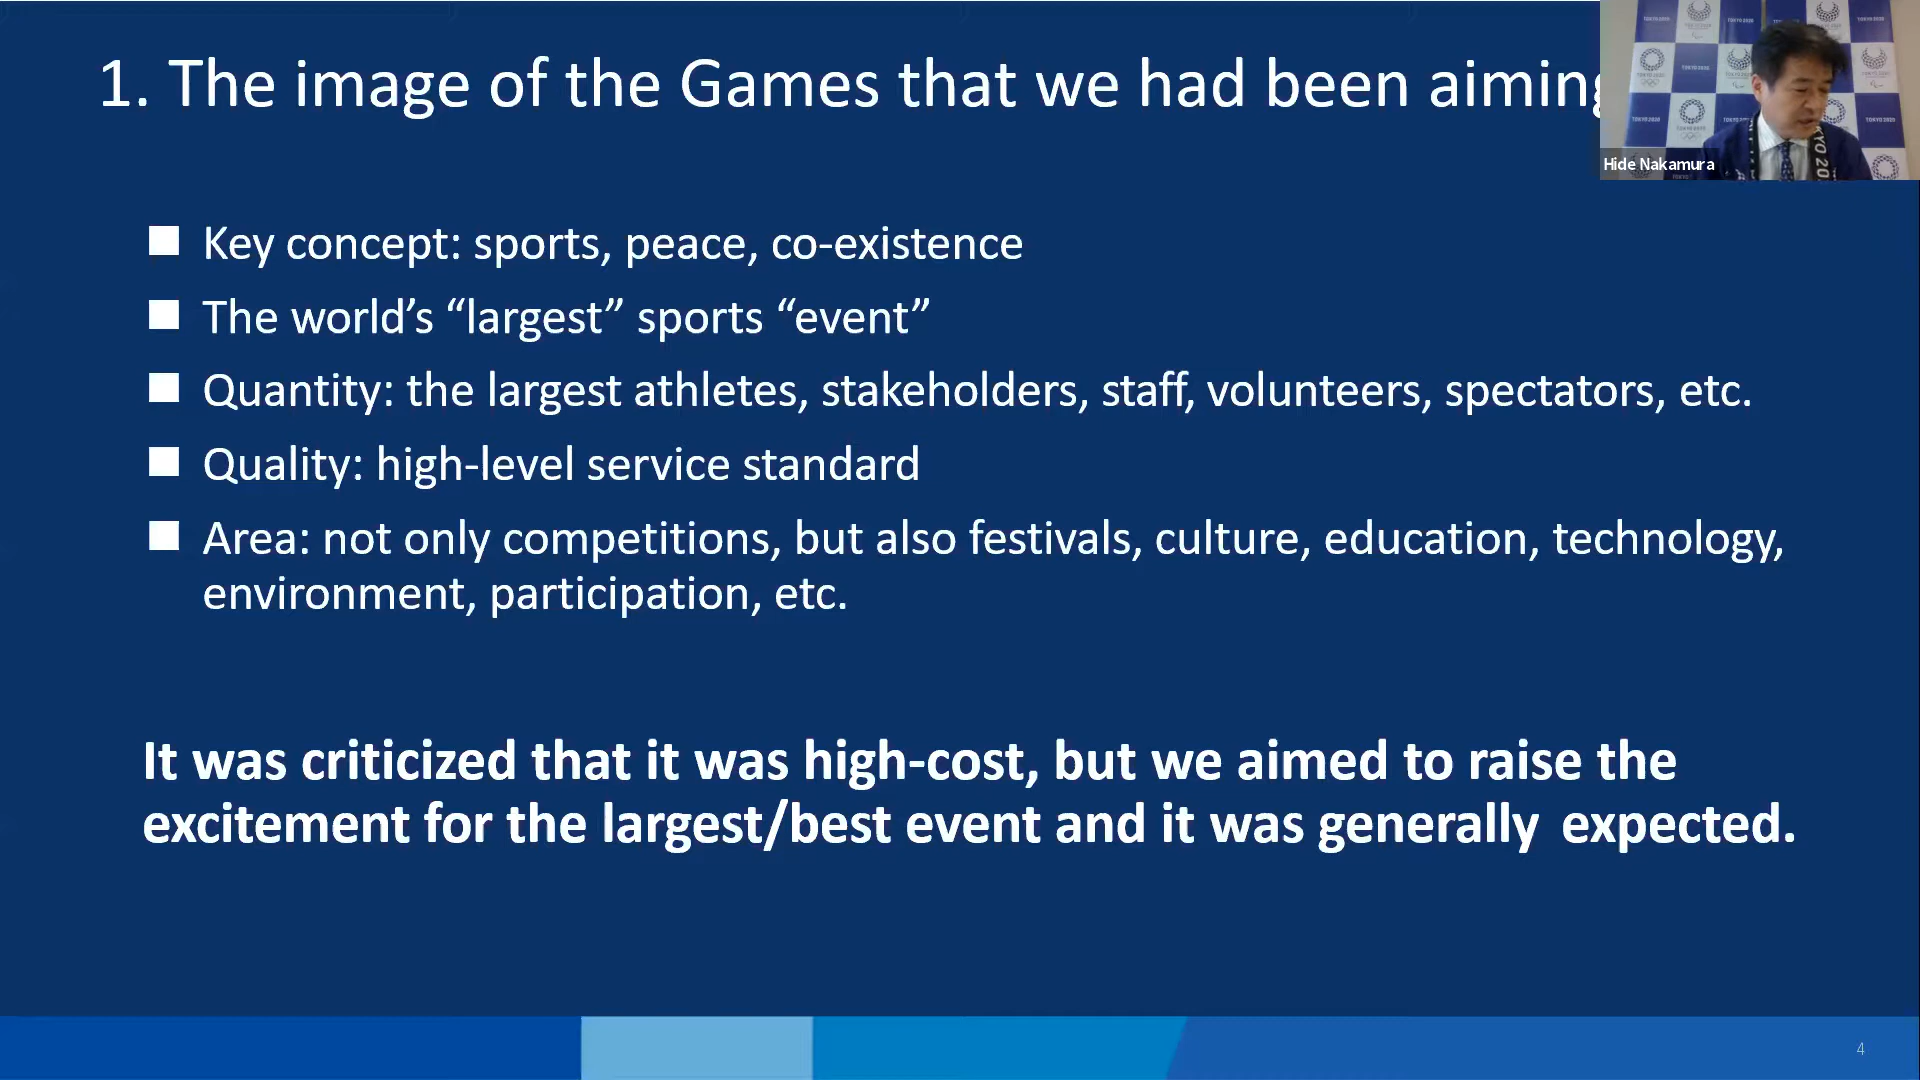 1. The image of the Games that we had been aiming
Hide Nakamura
■ Key concept: sports, peace, co-existence
■ The world’s “largest” sports “event”
■ Quantity: the largest athletes, stakeholders, staff, volunteers, spectators, etc.
■ Quality: high-level service standard
■ Area: not only competitions, but also festivals, culture, education, technology,
environment, participation, etc.
It was criticized that it was high-cost, but we aimed to raise the
excitement for the largest/best event and it was generally expected.
4